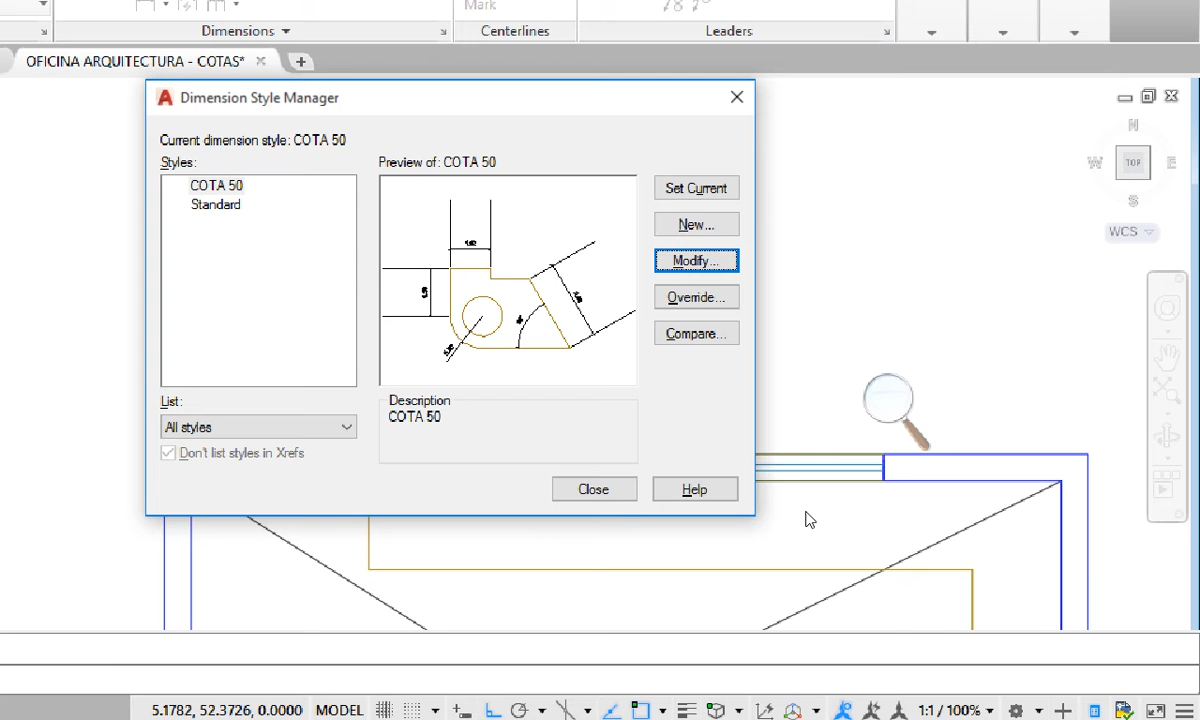 Mark
Dimensions
Centerlines
Leaders
OFICINA ARQUITECTURA - COTAS*
Dimension Style Manager
Current dimension style: COTA 50
Styles:
Preview of: COTA 50
COTA 50
Standard
Set Current
New...
Modify...
Override...
Compare...
List:
All styles
Don't list styles in Xrefs
Description
COTA 50
Close
Help
N
W
TOP
E
S
WCS
5.1782, 52.3726, 0.0000
MODEL
1:1 / 100%